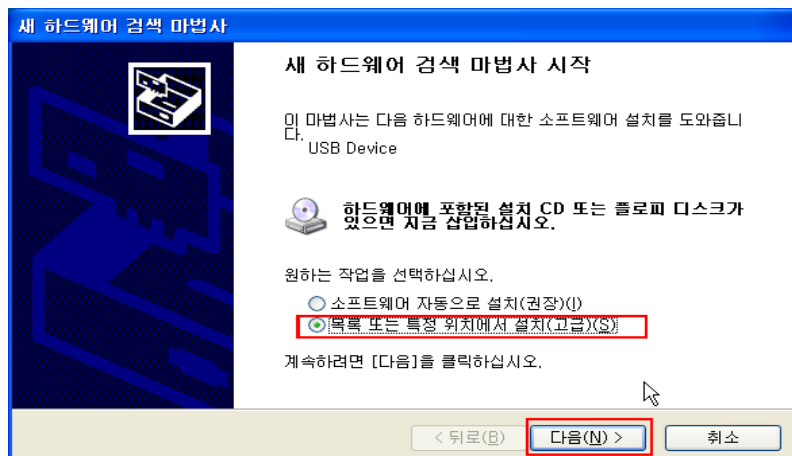 새 하드웨어 검색 마법사
새 하드웨어 검색 마법사 시작
이 마법사는 다음 하드웨어에 대한 소프트웨어 설치를 도와줍니
다.
USB Device
하드웨어에 포함된 설치 CD 또는 플로피 디스크가
있으면 지금 삽입하십시오.
원하는 작업을 선택하십시오.
소프트웨어 자동으로 설치(권장)(I)
목록 또는 특정 위치에서 설치(고급)(S)
계속하려면 [다음]을 클릭하십시오.
< 뒤로(B)
다음(N) >
취소